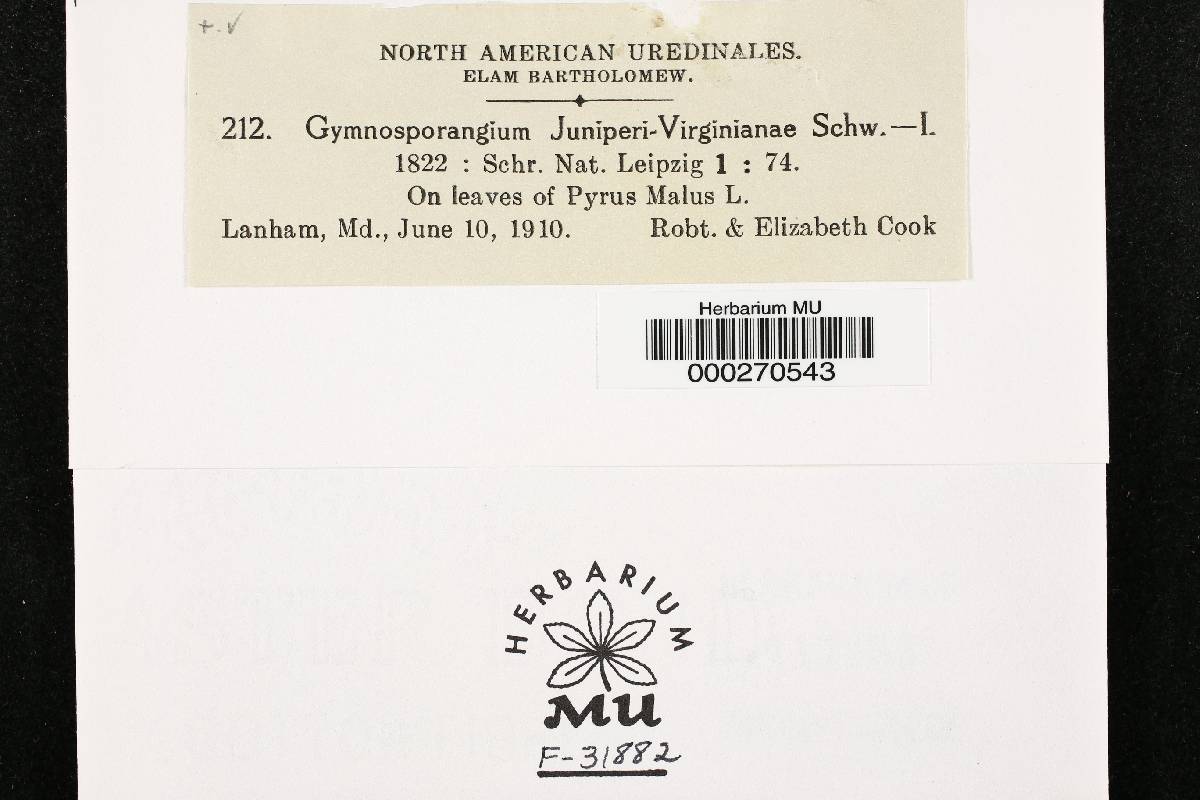 +. ✓
NORTH AMERICAN UREDINALES.
ELAM BARTHOLOMEW.
212. Gymnosporangium Juniperi-Virginianae Schw.—I.
1822 : Schr. Nat. Leipzig 1 : 74.
On leaves of Pyrus Malus L.
Lanham, Md., June 10, 1910. Robt. & Elizabeth Cook
Herbarium MU
000270543
HERBARIUM
MU
F-31882